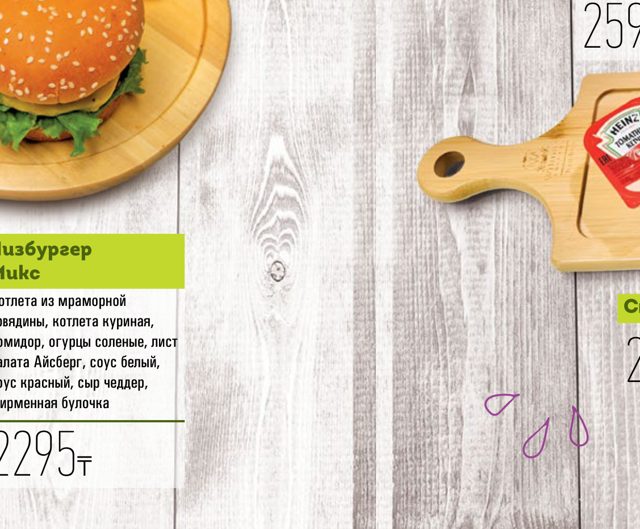 259
HEINZ
избургер
икс
отлета из мраморной
овядины, котлета куриная,
омидор, огурцы соленые, лист
алата Айсберг, соус белый,
оус красный, сыр чеддер,
ирменная булочка
2295₸